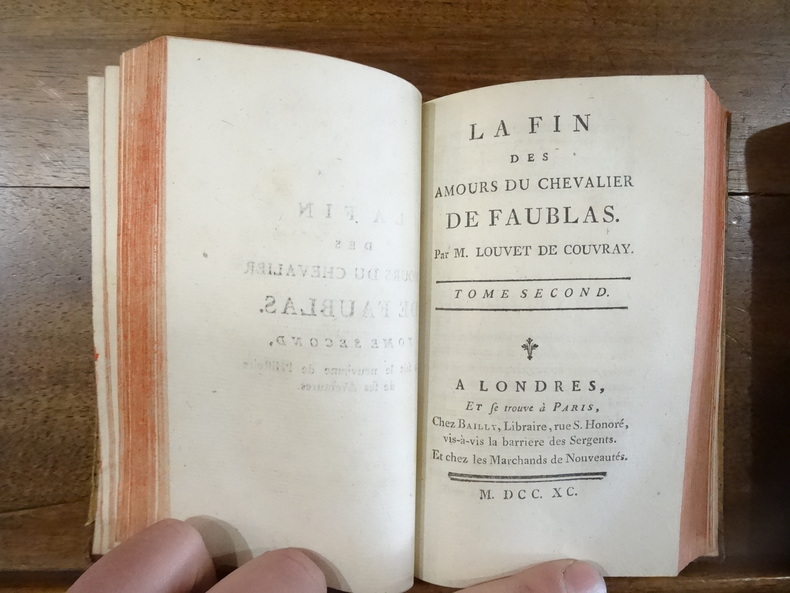 LA FIN
DES
AMOURS DU CHEVALIER
DE FAUBLAS.
Par M. LOUVET DE COUVRAY.
TOME SECOND.
A LONDRES,
ET se trouve à PARIS,
Chez BAILLY, Libraire, rue S. Honoré,
vis-à-vis la barriere des Sergens.
Et chez les Marchands de Nouveautés.
M. DCC. XC.